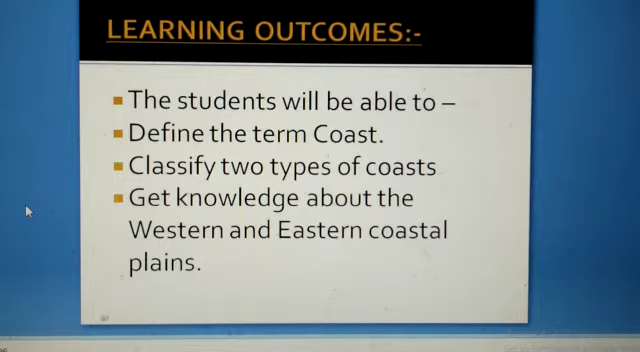 LEARNING OUTCOMES:-
The students will be able to –
Define the term Coast.
Classify two types of coasts
Get knowledge about the
Western and Eastern coastal
plains.